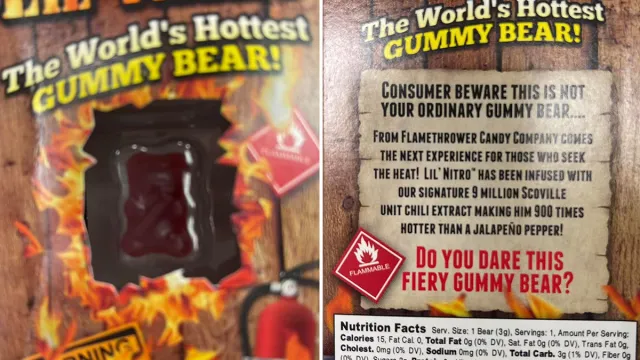 The World's Hottest
GUMMY BEAR!
FLAMMABLE
The World's Hottest
GUMMY BEAR!
CONSUMER BEWARE THIS IS NOT
YOUR ORDINARY GUMMY BEAR....
FROM FLAMETHROWER CANDY COMPANY COMES
THE NEXT EXPERIENCE FOR THOSE WHO SEEK
THE HEAT! LIL' NITRO™ HAS BEEN INFUSED WITH
OUR SIGNATURE 9 MILLION SCOVILLE
UNIT CHILI EXTRACT MAKING HIM 900 TIMES
HOTTER THAN A JALAPEÑO PEPPER!
FLAMMABLE
DO YOU DARE THIS
FIERY GUMMY BEAR?
Nutrition Facts Serv. Size: 1 Bear (3g), Servings: 1, Amount Per Serving:
Calories 15, Fat Cal. 0, Total Fat 0g (0% DV), Sat. Fat 0g (0% DV), Trans Fat 0g,
Cholest. 0mg (0% DV), Sodium 0mg (0% DV), Total Carb. 3g (1% DV), Fiber